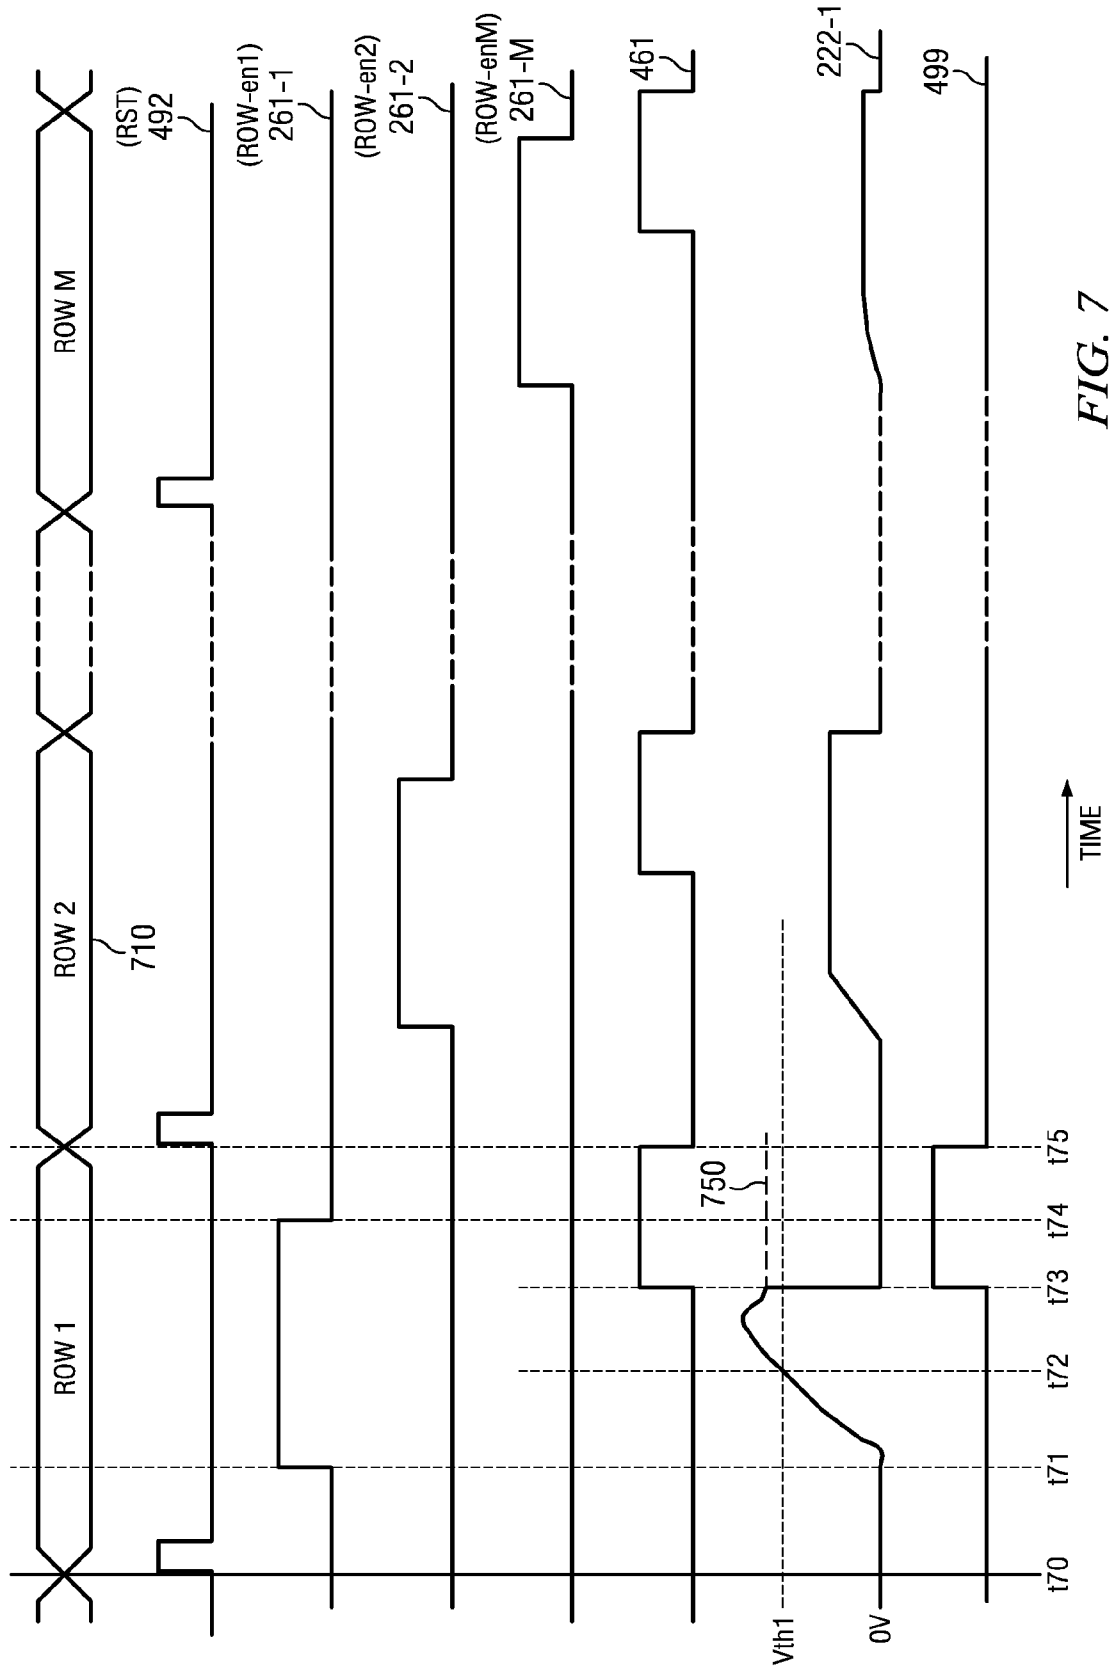 ROW 1
ROW 2
ROW M
710
(RST)
492
(ROW-en1)
261-1
(ROW-en2)
261-2
(ROW-enM)
261-M
461
750
Vth1
222-1
0V
499
t70
t71
t72
t73
t74
t75
TIME
FIG. 7